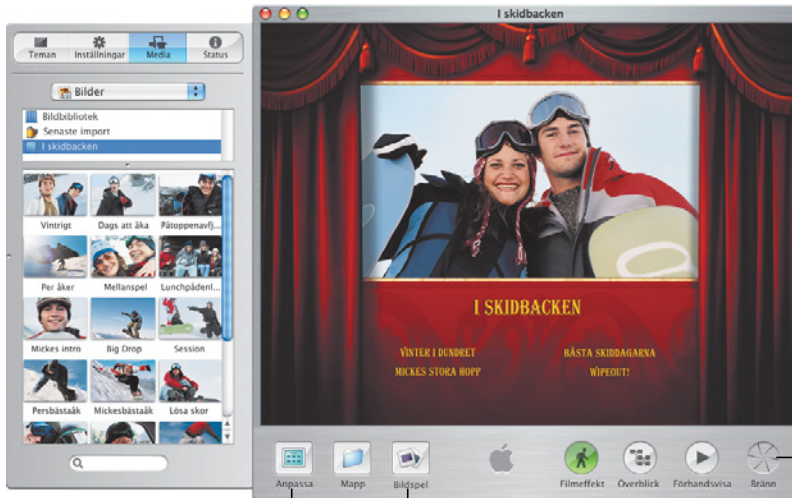 I skidbacken
Teman Inställningar Media Status
Bilder
Bildbibliotek
Senaste import
I skidbacken
Vintrigt Dags att åka Påtoppenavfj...
Per åker Mellanspel Lunchpådenl...
Mickes intro Big Drop Session
Persbästaåk Mickesbästaåk Lösa skor
I SKIDBACKEN
VINTER I DUNDRET
MICKES STORA HOPP
BÄSTA SKIDDAGARNA
WIPEOUT!
Anpassa Mapp Bildspel Filmeffekt Överblick Förhandsvisa Bränn